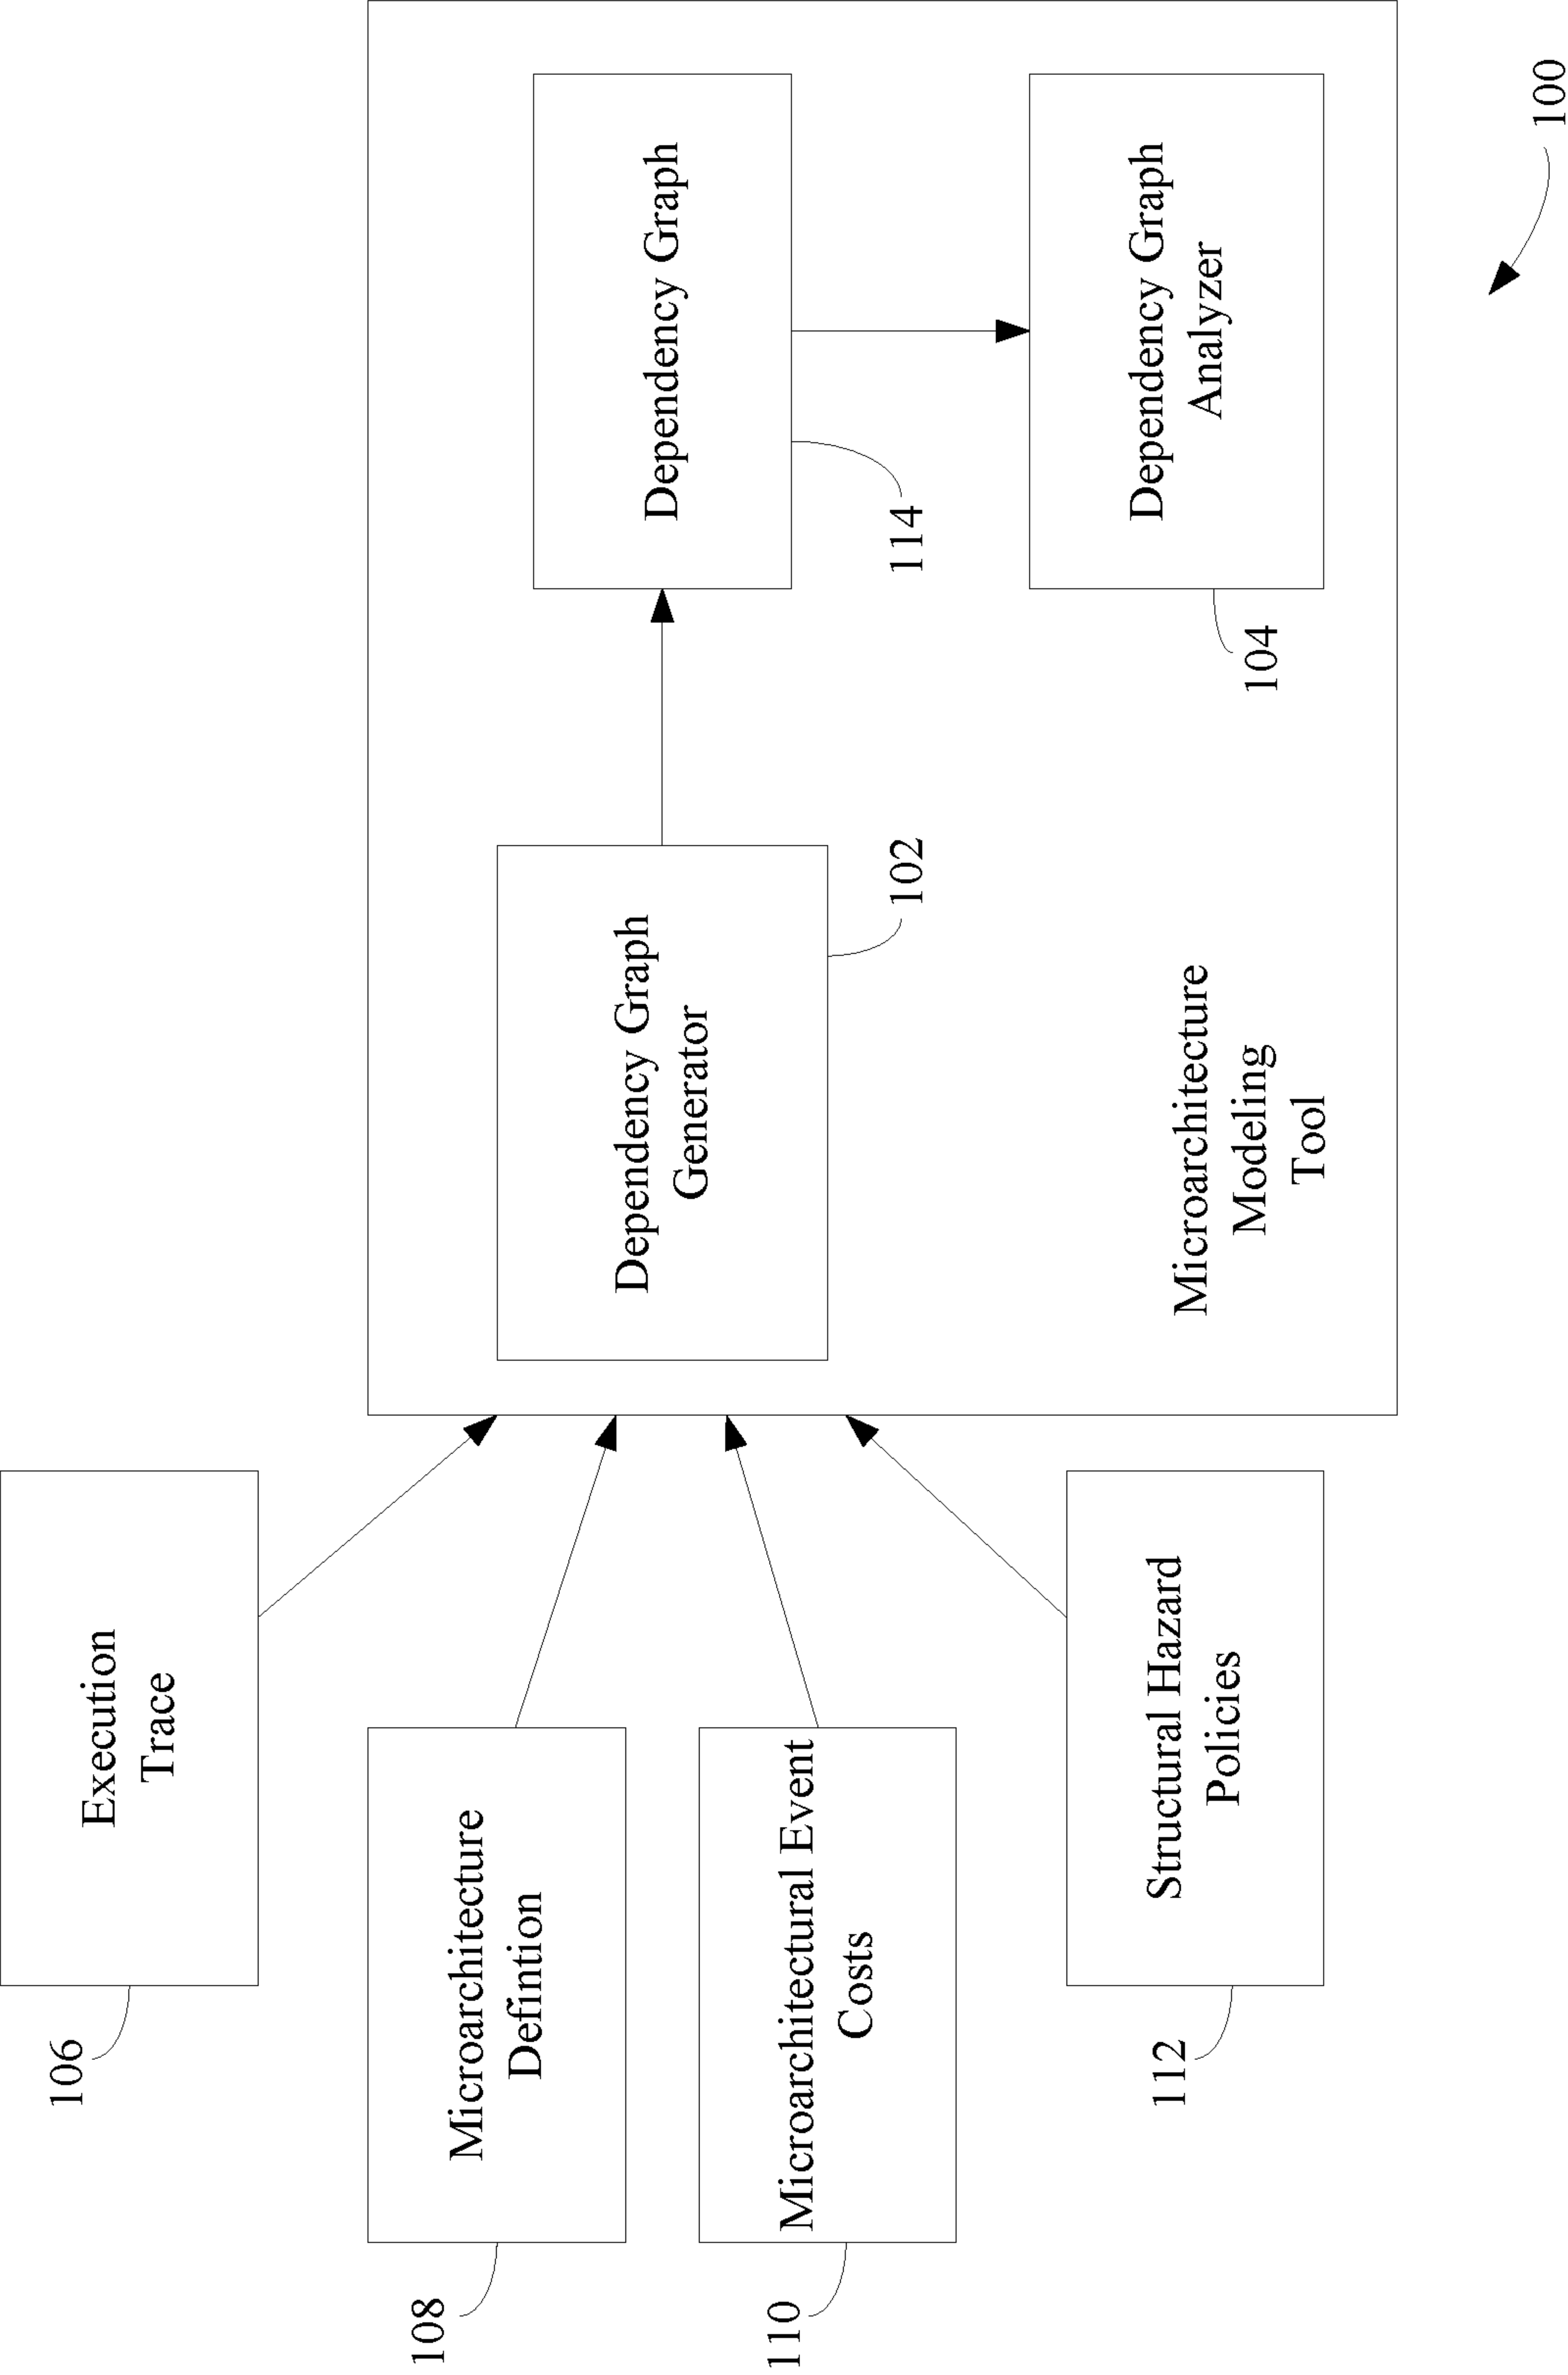 106
Execution
Trace
108
Microarchitecture
Defintion
110
Microarchitectural Event
Costs
112
Structural Hazard
Policies
Dependency Graph
Generator
102
Dependency Graph
114
Dependency Graph
Analyzer
104
Microarchitecture
Modeling
Tool
100